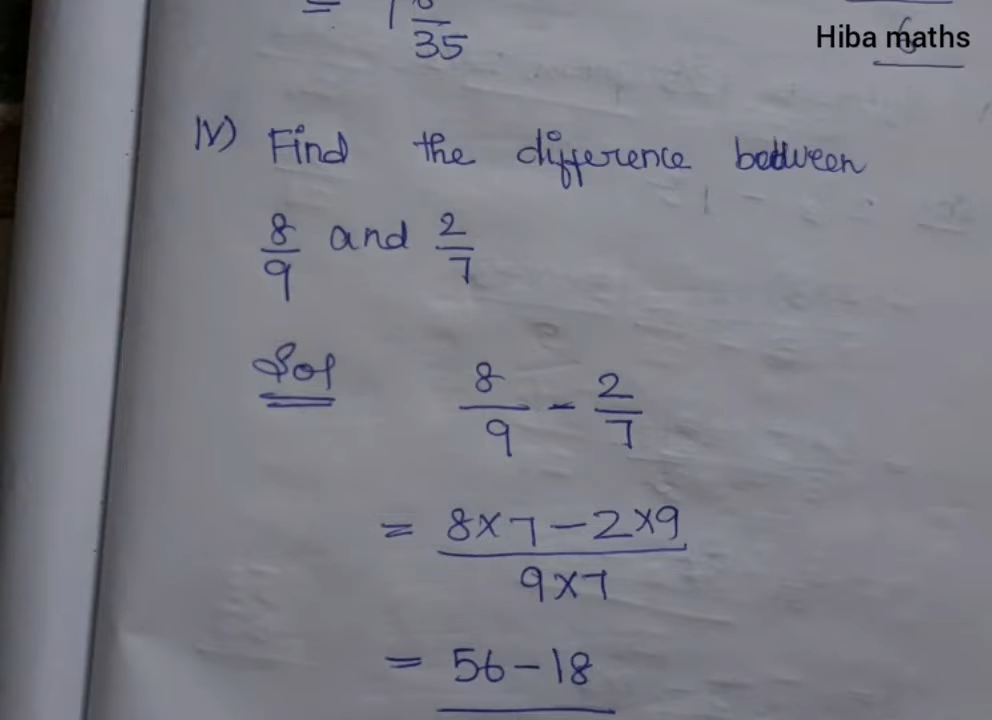 =
35
Hiba maths
6
IV) Find the difference between
8/9 and 2/7
Sol
8/9 - 2/7
= 8×7-2×9
9×7
= 56-18